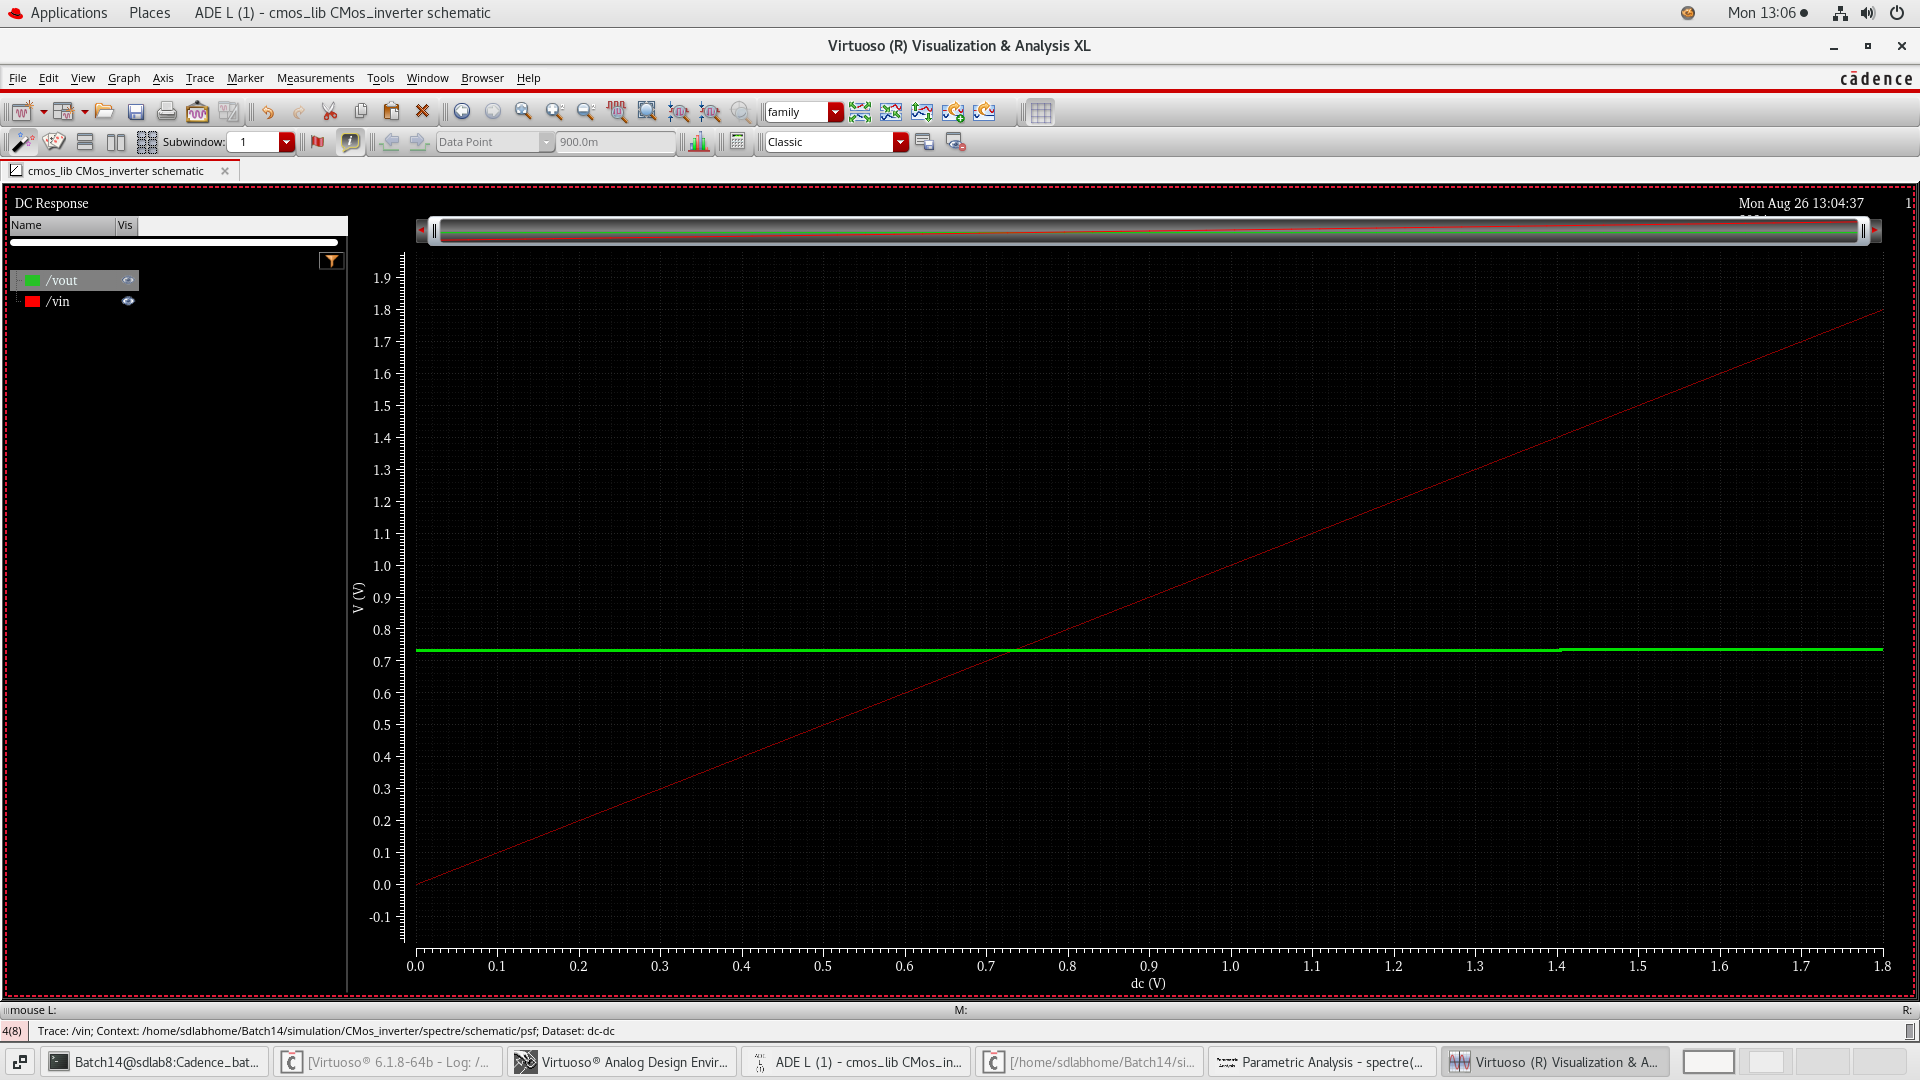 Applications Places ADE L (1) - cmos_lib CMos_inverter schematic Mon 13:06
Virtuoso (R) Visualization & Analysis XL
File Edit View Graph Axis Trace Marker Measurements Tools Window Browser Help
cādence
family
Subwindow: 1 Data Point 900.0m Classic
cmos_lib CMos_inverter schematic
DC Response
Mon Aug 26 13:04:37 1
Name Vis
/vout
/vin
1.9
1.8
1.7
1.6
1.5
1.4
1.3
1.2
1.1
1.0
0.9
0.8
0.7
0.6
0.5
0.4
0.3
0.2
0.1
0.0
-0.1
V (V)
0.0 0.1 0.2 0.3 0.4 0.5 0.6 0.7 0.8 0.9 1.0 1.1 1.2 1.3 1.4 1.5 1.6 1.7 1.8
dc (V)
mouse L: M: R:
4(8) Trace: /vin; Context: /home/sdlabhome/Batch14/simulation/CMos_inverter/spectre/schematic/psf; Dataset: dc-dc
Batch14@sdlab8:Cadence_bat... [Virtuoso® 6.1.8-64b - Log: /... Virtuoso® Analog Design Envir... ADE L (1) - cmos_lib CMos_in... [/home/sdlabhome/Batch14/si... Parametric Analysis - spectre(... Virtuoso (R) Visualization & A...